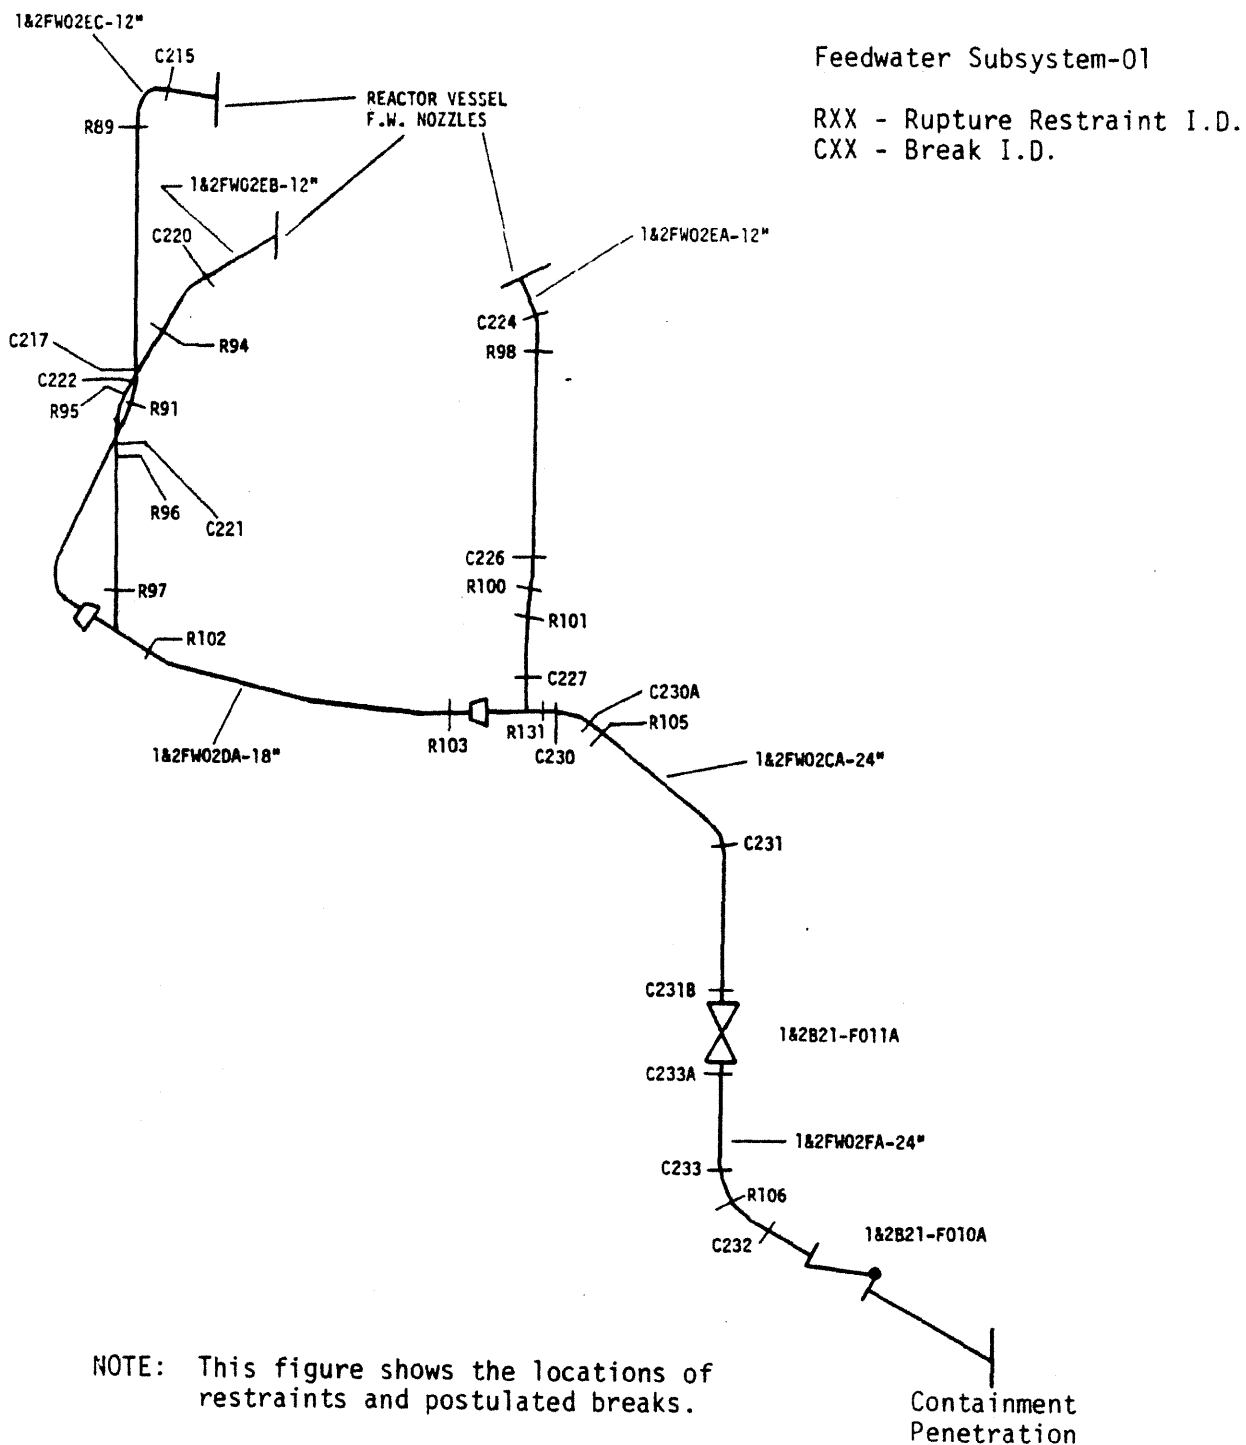 1&2FW02EC-12"
C215
Feedwater Subsystem-01
REACTOR VESSEL
F.W. NOZZLES
RXX - Rupture Restraint I.D.
CXX - Break I.D.
R89
1&2FW02EB-12"
C220
1&2FW02EA-12"
C224
C217
R94
R98
C222
R95
R91
R96
C221
C226
R100
R97
R101
R102
C227
C230A
R105
R131
1&2FW02DA-18"
R103
C230
1&2FW02CA-24"
C231
C231B
1&2B21-F011A
C233A
1&2FW02FA-24"
C233
R106
C232
1&2B21-F010A
NOTE: This figure shows the locations of
restraints and postulated breaks.
Containment
Penetration